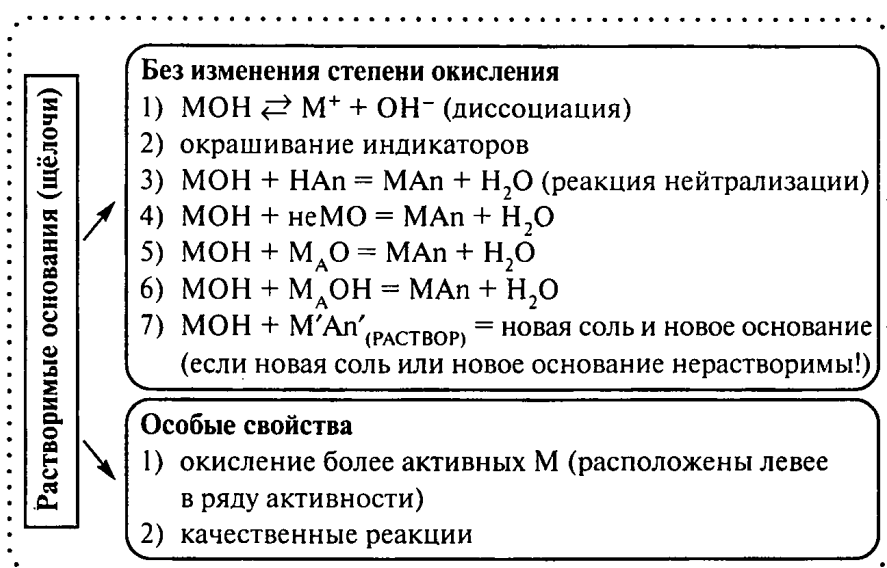 Растворимые основания (щёлочи)
Без изменения степени окисления
1) MOH ⇄ M⁺ + OH⁻ (диссоциация)
2) окрашивание индикаторов
3) MOH + HAn = MAn + H₂O (реакция нейтрализации)
4) MOH + неMO = MAn + H₂O
5) MOH + M_AO = MAn + H₂O
6) MOH + M_AOH = MAn + H₂O
7) MOH + M′An′(РАСТВОР) = новая соль и новое основание
(если новая соль или новое основание нерастворимы!)
Особые свойства
1) окисление более активных М (расположены левее
в ряду активности)
2) качественные реакции